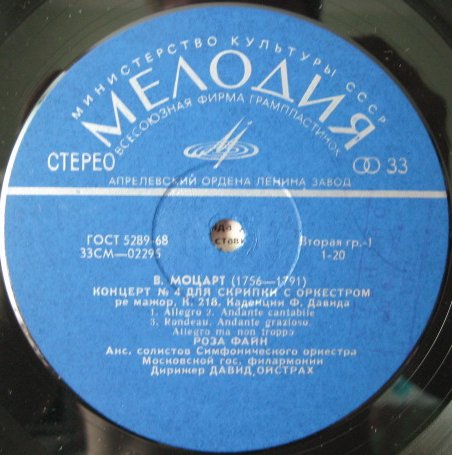 МИНИСТЕРСТВО КУЛЬТУРЫ СССР
МЕЛОДИЯ
ВСЕСОЮЗНАЯ ФИРМА ГРАМПЛАСТИНОК
СТЕРЕО
33
АПРЕЛЕВСКИЙ ОРДЕНА ЛЕНИНА ЗАВОД
ГОСТ 5289-68
Вторая гр.-1
33СМ—02295
1-20
В. МОЦАРТ (1756—1791)
КОНЦЕРТ № 4 ДЛЯ СКРИПКИ С ОРКЕСТРОМ
ре мажор, К. 218, Каденции Ф. Давида
1. Allegro 2. Andante cantabile
3. Rondeau. Andante grazioso.
Allegro ma non troppo
РОЗА ФАЙН
Анс. солистов Симфонического оркестра
Московской гос. филармонии
Дирижер ДАВИД ОЙСТРАХ